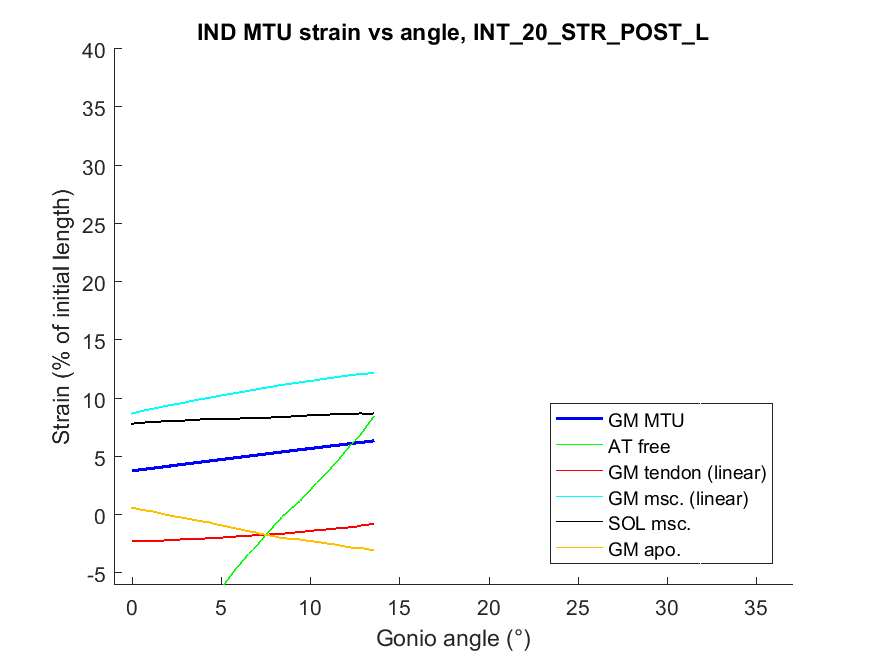 IND MTU strain vs angle, INT_20_STR_POST_L
40
35
30
25
20
15
10
5
0
-5
Strain (% of initial length)
0 5 10 15 20 25 30 35
Gonio angle (°)
GM MTU
AT free
GM tendon (linear)
GM msc. (linear)
SOL msc.
GM apo.